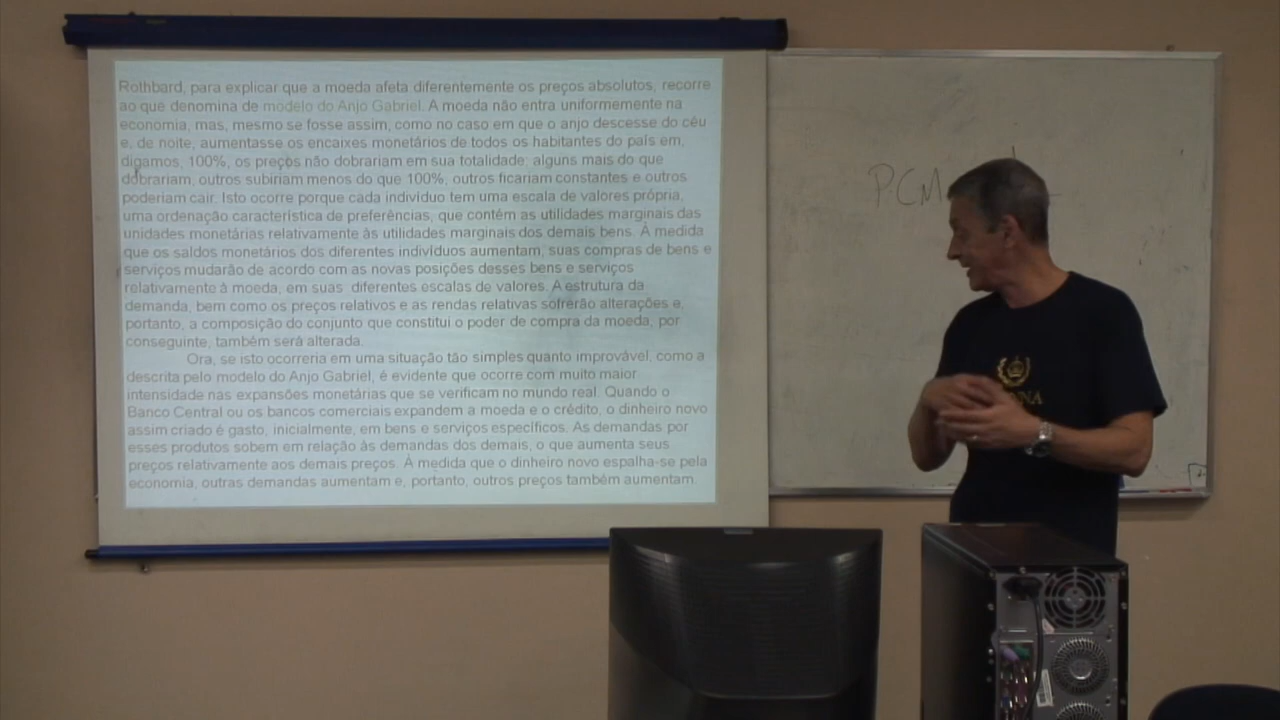 Rothbard, para explicar que a moeda afeta diferentemente os preços absolutos, recorre
ao que denomina de modelo do Anjo Gabriel. A moeda não entra uniformemente na
economia, mas, mesmo se fosse assim, como no caso em que o anjo descesse do céu
e, de noite, aumentasse os encaixes monetários de todos os habitantes do país em,
digamos, 100%, os preços não dobrariam em sua totalidade: alguns mais do que
dobrariam, outros subiriam menos do que 100%, outros ficariam constantes e outros
poderiam cair. Isto ocorre porque cada indivíduo tem uma escala de valores própria,
uma ordenação característica de preferências, que contém as utilidades marginais das
unidades monetárias relativamente às utilidades marginais dos demais bens. À medida
que os saldos monetários dos diferentes indivíduos aumentam, suas compras de bens e
serviços mudarão de acordo com as novas posições desses bens e serviços
relativamente à moeda, em suas diferentes escalas de valores. A estrutura da
demanda, bem como os preços relativos e as rendas relativas sofrerão alterações e,
portanto, a composição do conjunto que constitui o poder de compra da moeda, por
conseguinte, também será alterada.
Ora, se isto ocorreria em uma situação tão simples quanto improvável, como a
descrita pelo modelo do Anjo Gabriel, é evidente que ocorre com muito maior
intensidade nas expansões monetárias que se verificam no mundo real. Quando o
Banco Central ou os bancos comerciais expandem a moeda e o crédito, o dinheiro novo
assim criado é gasto, inicialmente, em bens e serviços específicos. As demandas por
esses produtos sobem em relação às demandas dos demais, o que aumenta seus
preços relativamente aos demais preços. À medida que o dinheiro novo espalha-se pela
economia, outras demandas aumentam e, portanto, outros preços também aumentam.
PCM